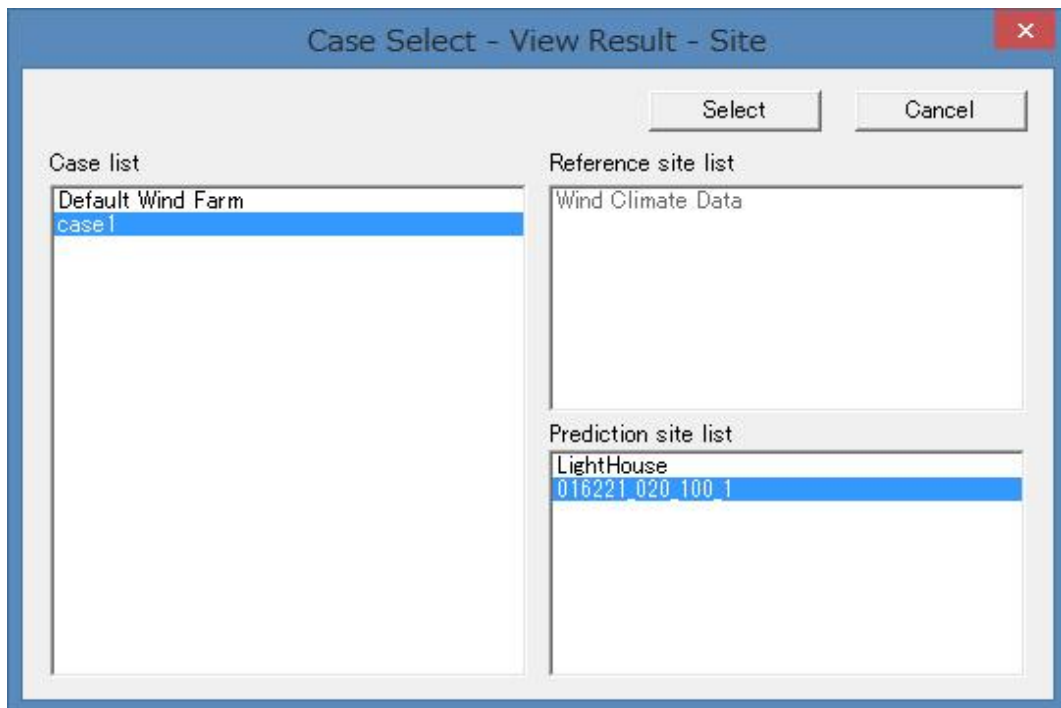 Case Select - View Result - Site
Select
Cancel
Case list
Default Wind Farm
case1
Reference site list
Wind Climate Data
Prediction site list
LightHouse
016221_020_100_1